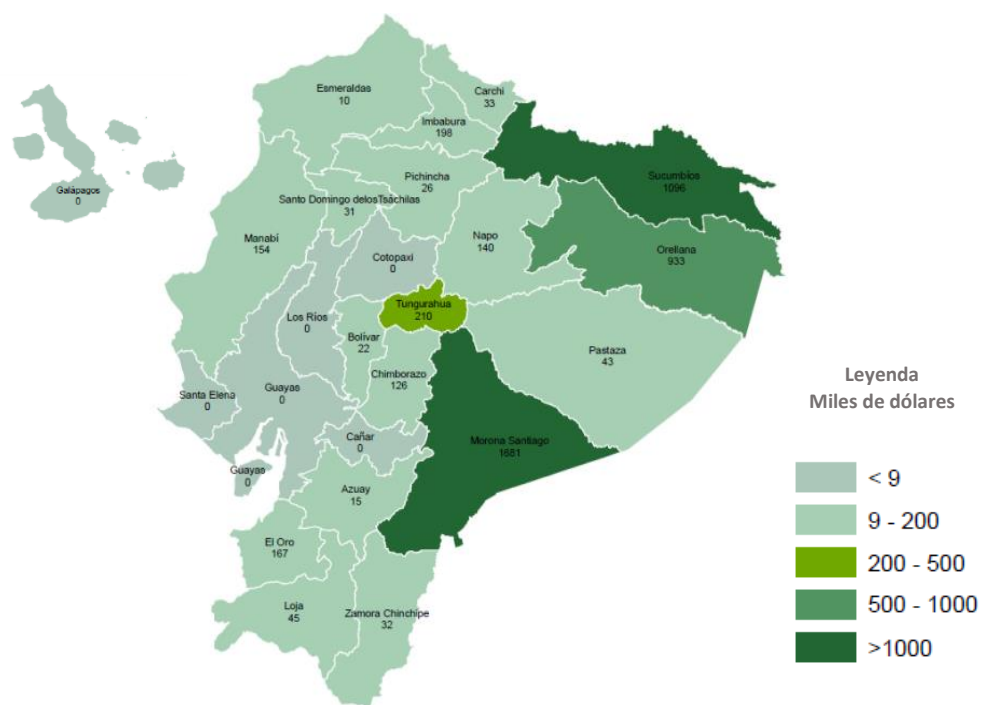 Esmeraldas
10
Carchi
33
Imbabura
198
Sucumbíos
1096
Galápagos
0
Pichincha
26
Santo Domingo delosTsáchilas
31
Manabí
154
Napo
140
Orellana
933
Cotopaxi
0
Tungurahua
210
Los Ríos
0
Bolívar
22
Pastaza
43
Chimborazo
126
Santa Elena
0
Guayas
0
Cañar
0
Morona Santiago
1681
Guayas
0
Azuay
15
El Oro
167
Loja
45
Zamora Chinchipe
32
Leyenda
Miles de dólares
< 9
9 - 200
200 - 500
500 - 1000
>1000